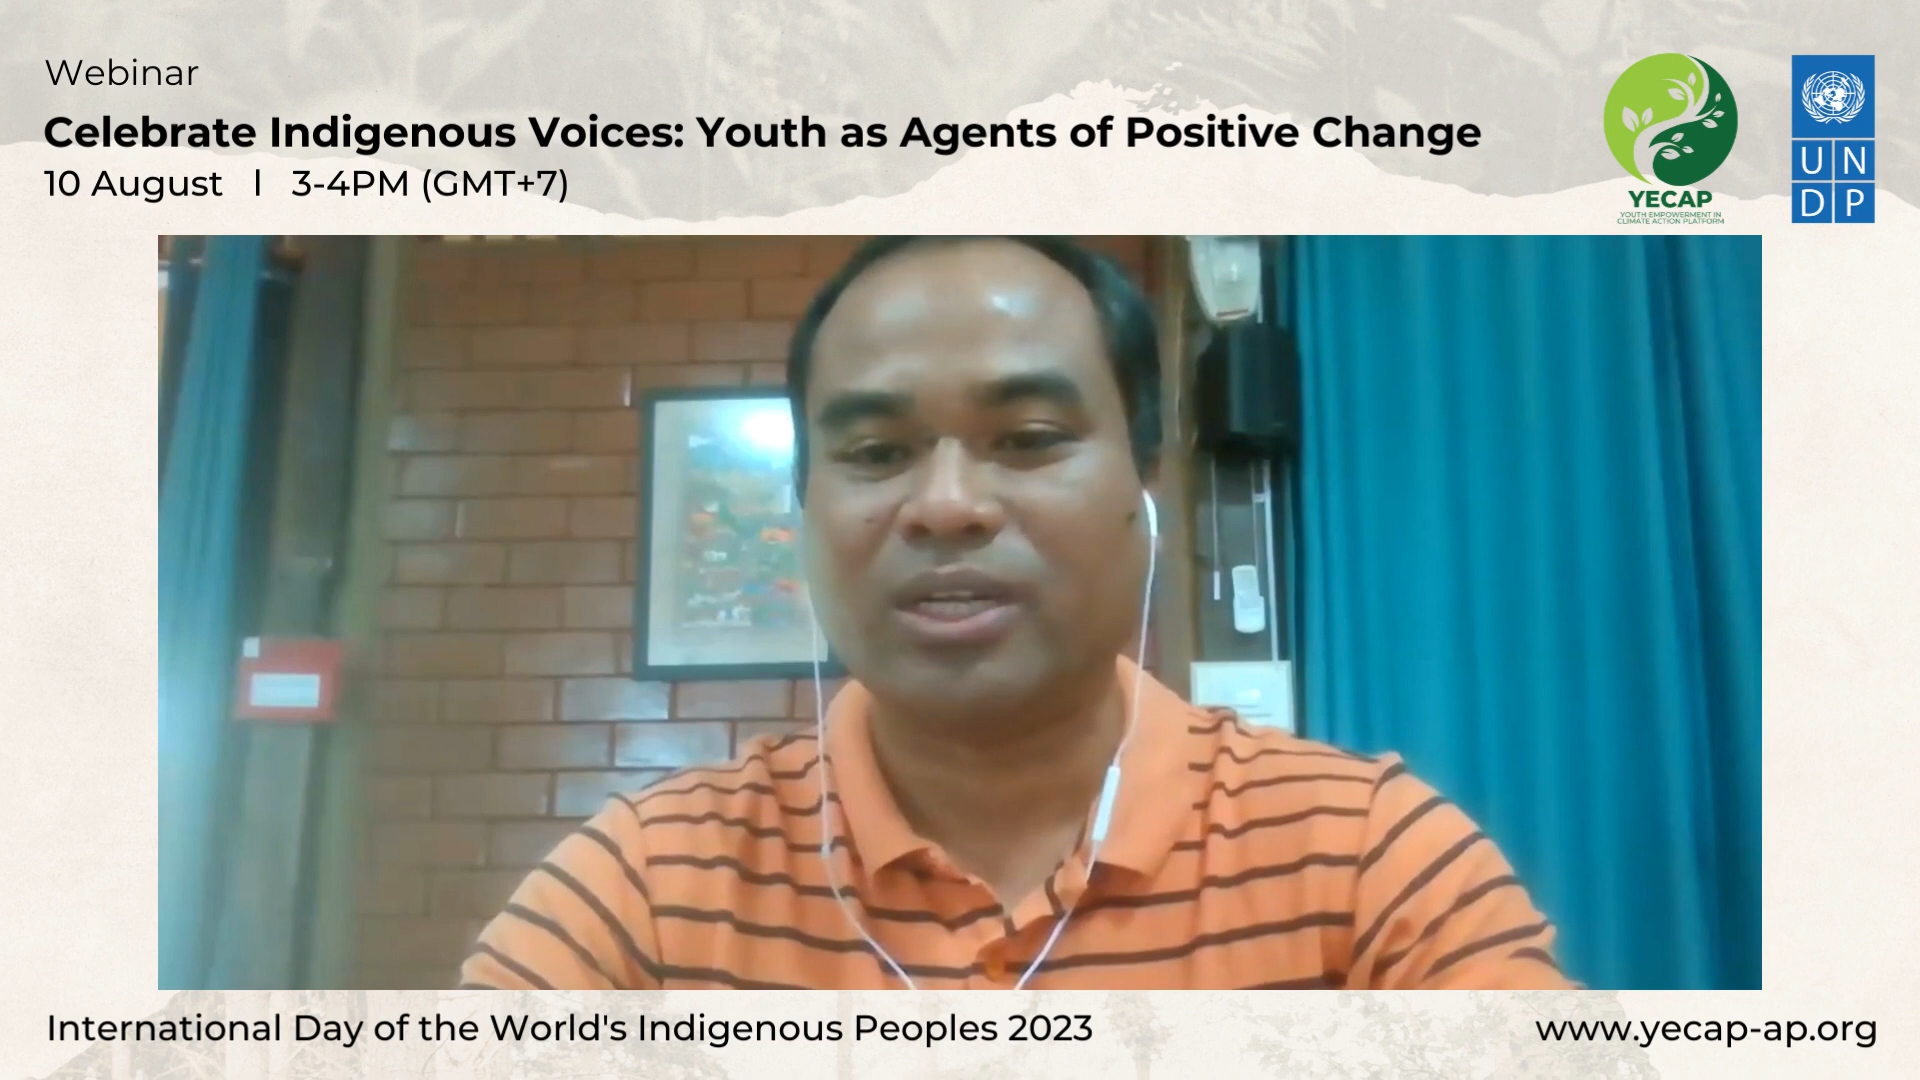 Webinar
Celebrate Indigenous Voices: Youth as Agents of Positive Change
10 August | 3-4PM (GMT+7)
YECAP
YOUTH EMPOWERMENT IN
CLIMATE ACTION PLATFORM
U N
D P
International Day of the World's Indigenous Peoples 2023
www.yecap-ap.org